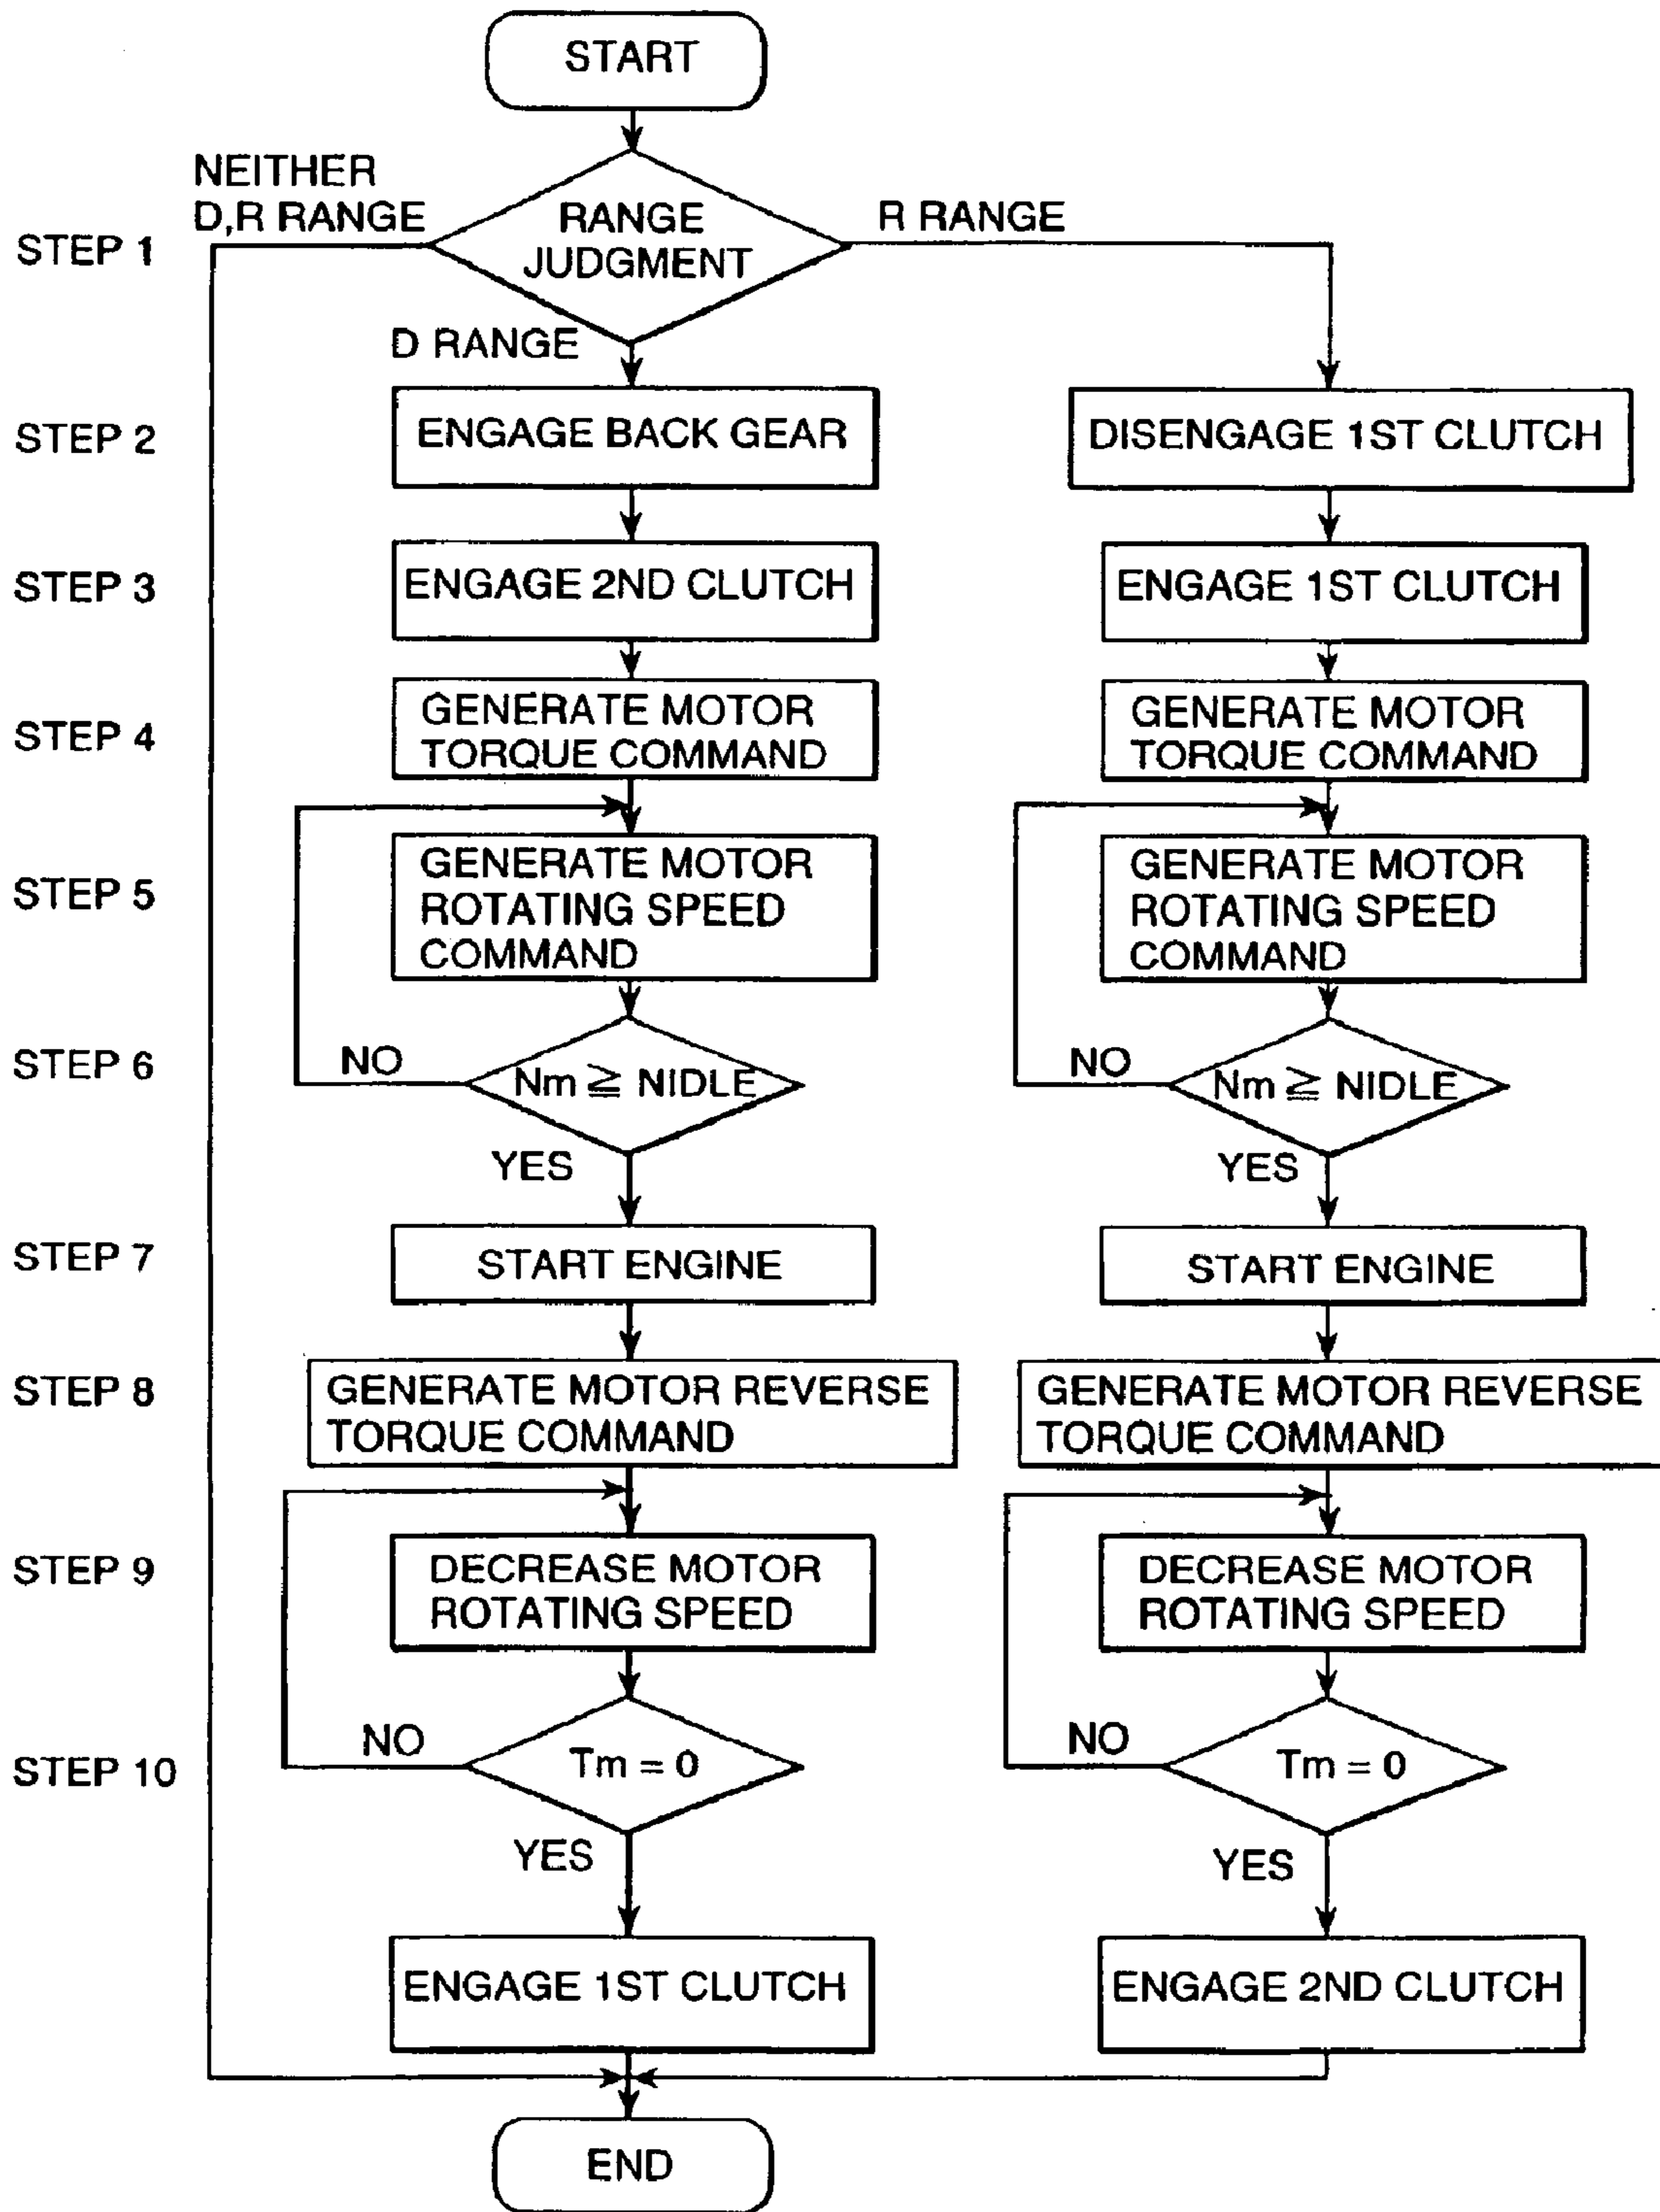 START
NEITHER
D,R RANGE
RANGE
JUDGMENT
R RANGE
STEP 1
D RANGE
STEP 2
ENGAGE BACK GEAR
DISENGAGE 1ST CLUTCH
STEP 3
ENGAGE 2ND CLUTCH
ENGAGE 1ST CLUTCH
STEP 4
GENERATE MOTOR
TORQUE COMMAND
GENERATE MOTOR
TORQUE COMMAND
STEP 5
GENERATE MOTOR
ROTATING SPEED
COMMAND
GENERATE MOTOR
ROTATING SPEED
COMMAND
STEP 6
NO
Nm ≧ NIDLE
NO
Nm ≧ NIDLE
YES
YES
STEP 7
START ENGINE
START ENGINE
STEP 8
GENERATE MOTOR REVERSE
TORQUE COMMAND
GENERATE MOTOR REVERSE
TORQUE COMMAND
STEP 9
DECREASE MOTOR
ROTATING SPEED
DECREASE MOTOR
ROTATING SPEED
STEP 10
NO
Tm = 0
NO
Tm = 0
YES
YES
ENGAGE 1ST CLUTCH
ENGAGE 2ND CLUTCH
END